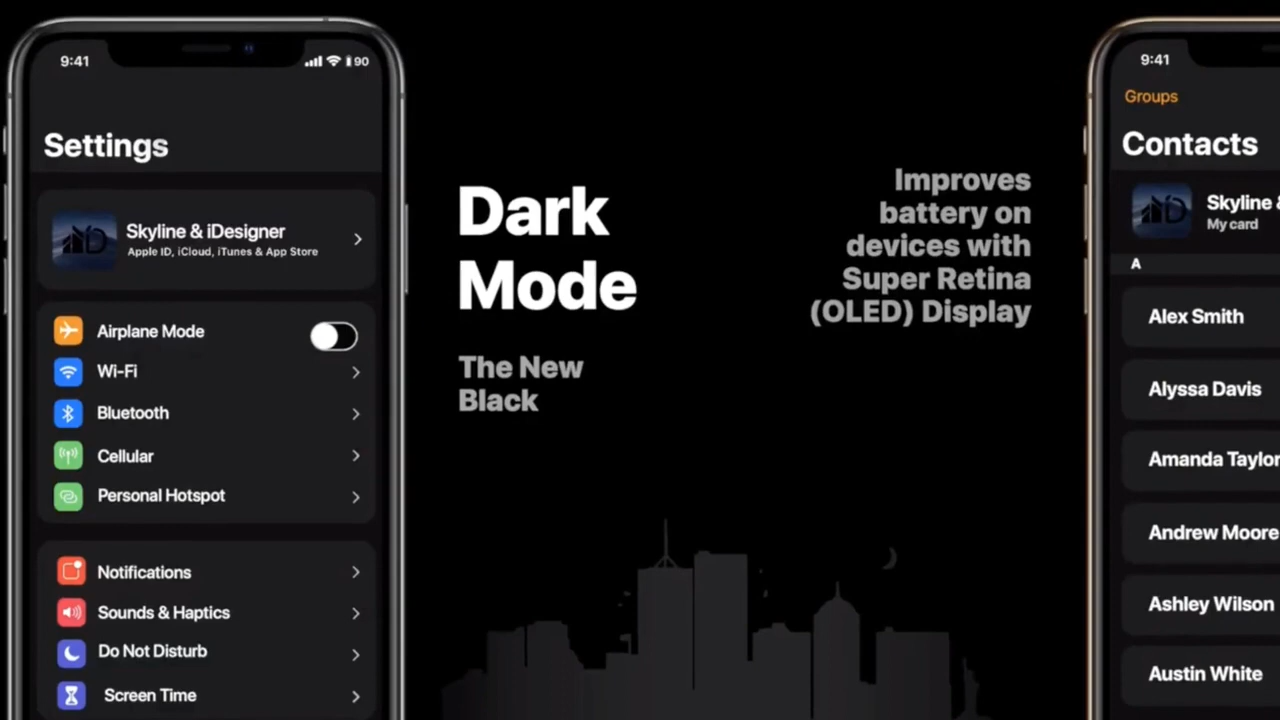 9:41
90
Settings
Skyline & iDesigner
Apple ID, iCloud, iTunes & App Store
Airplane Mode
Wi-Fi
Bluetooth
Cellular
Personal Hotspot
Notifications
Sounds & Haptics
Do Not Disturb
Screen Time
Dark
Mode
The New
Black
Improves
battery on
devices with
Super Retina
(OLED) Display
9:41
Groups
Contacts
Skyline &
My card
A
Alex Smith
Alyssa Davis
Amanda Taylor
Andrew Moore
Ashley Wilson
Austin White